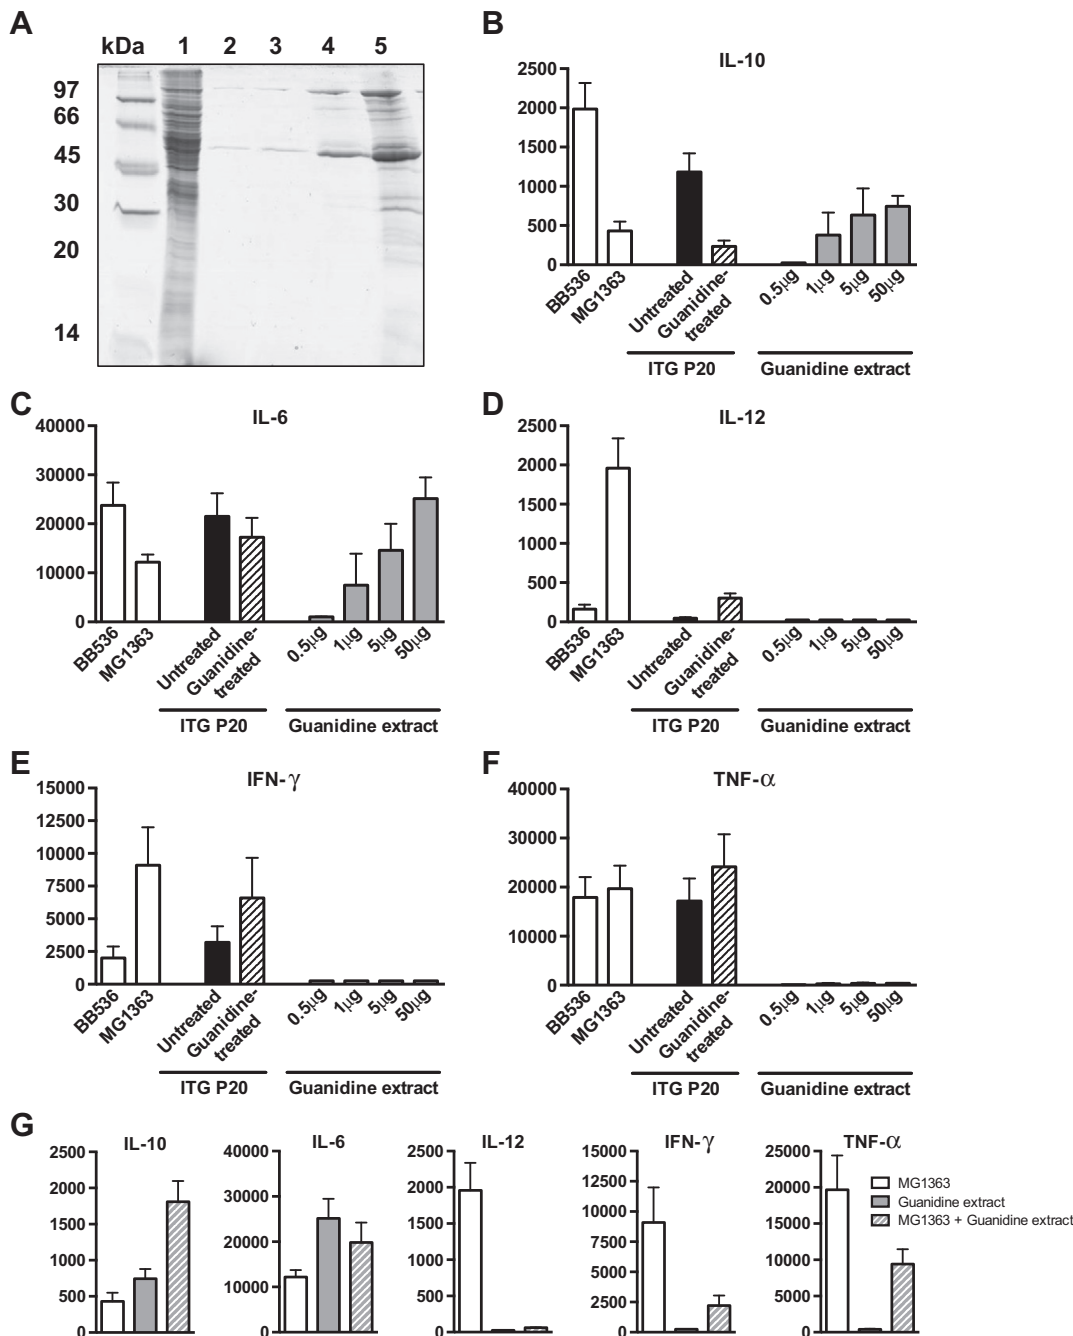 A
kDa 1 2 3 4 5
97
66
45
30
20
14
B
IL-10
2500
2000
1500
1000
500
0
BB536
MG1363
Untreated
Guanidine-
treated
0.5µg
1µg
5µg
50µg
ITG P20
Guanidine extract
C
IL-6
40000
30000
20000
10000
0
BB536
MG1363
Untreated
Guanidine-
treated
0.5µg
1µg
5µg
50µg
ITG P20
Guanidine extract
D
IL-12
2500
2000
1500
1000
500
0
BB536
MG1363
Untreated
Guanidine-
treated
0.5µg
1µg
5µg
50µg
ITG P20
Guanidine extract
E
IFN-γ
15000
12500
10000
7500
5000
2500
0
BB536
MG1363
Untreated
Guanidine-
treated
0.5µg
1µg
5µg
50µg
ITG P20
Guanidine extract
F
TNF-α
40000
30000
20000
10000
0
BB536
MG1363
Untreated
Guanidine-
treated
0.5µg
1µg
5µg
50µg
ITG P20
Guanidine extract
G
IL-10
2500
2000
1500
1000
500
0
IL-6
40000
30000
20000
10000
0
IL-12
2500
2000
1500
1000
500
0
IFN-γ
15000
12500
10000
7500
5000
2500
0
TNF-α
25000
20000
15000
10000
5000
0
MG1363
Guanidine extract
MG1363 + Guanidine extract